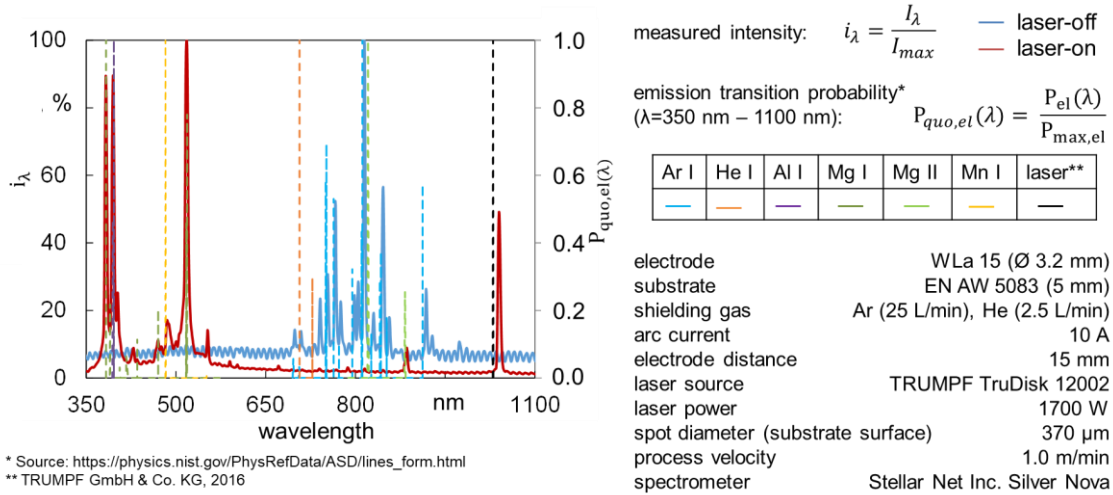 100
%
80
60
40
20
0
iλ
1.0
0.8
0.6
0.4
0.2
0.0
Pquo,el(λ)
350 500 650 800 nm 1100
wavelength
* Source: https://physics.nist.gov/PhysRefData/ASD/lines_form.html
** TRUMPF GmbH & Co. KG, 2016
measured intensity: iλ = Iλ / Imax
laser-off
laser-on
emission transition probability*
(λ=350 nm – 1100 nm): Pquo,el(λ) = Pel(λ) / Pmax,el
Ar I He I Al I Mg I Mg II Mn I laser**
electrode WLa 15 (Ø 3.2 mm)
substrate EN AW 5083 (5 mm)
shielding gas Ar (25 L/min), He (2.5 L/min)
arc current 10 A
electrode distance 15 mm
laser source TRUMPF TruDisk 12002
laser power 1700 W
spot diameter (substrate surface) 370 µm
process velocity 1.0 m/min
spectrometer Stellar Net Inc. Silver Nova